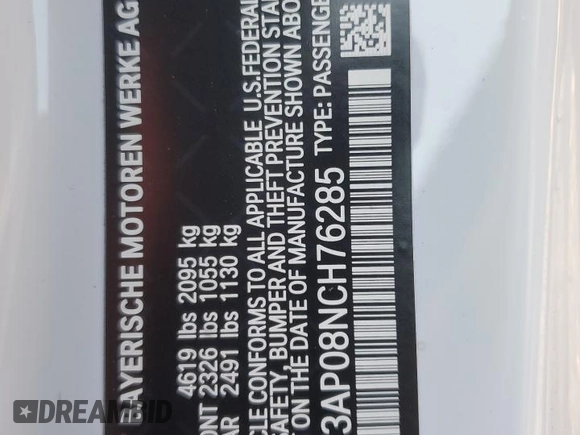 BAYERISCHE MOTOREN WERKE AG
4619 lbs 2095 kg
ONT 2326 lbs 1055 kg
AR 2491 lbs 1130 kg
CLE CONFORMS TO ALL APPLICABLE U.S.FEDERAL
SAFETY, BUMPER AND THEFT PREVENTION STA
T ON THE DATE OF MANUFACTURE SHOWN ABO
3AP08NCH76285 TYPE: PASSENGE
DREAMBID